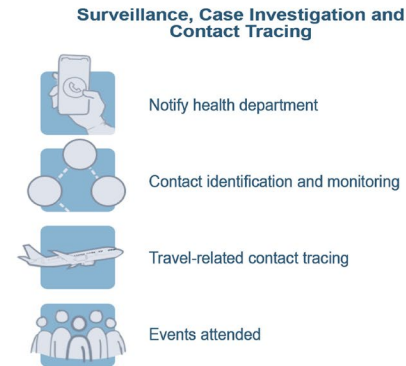 Surveillance, Case Investigation and
Contact Tracing
Notify health department
Contact identification and monitoring
Travel-related contact tracing
Events attended